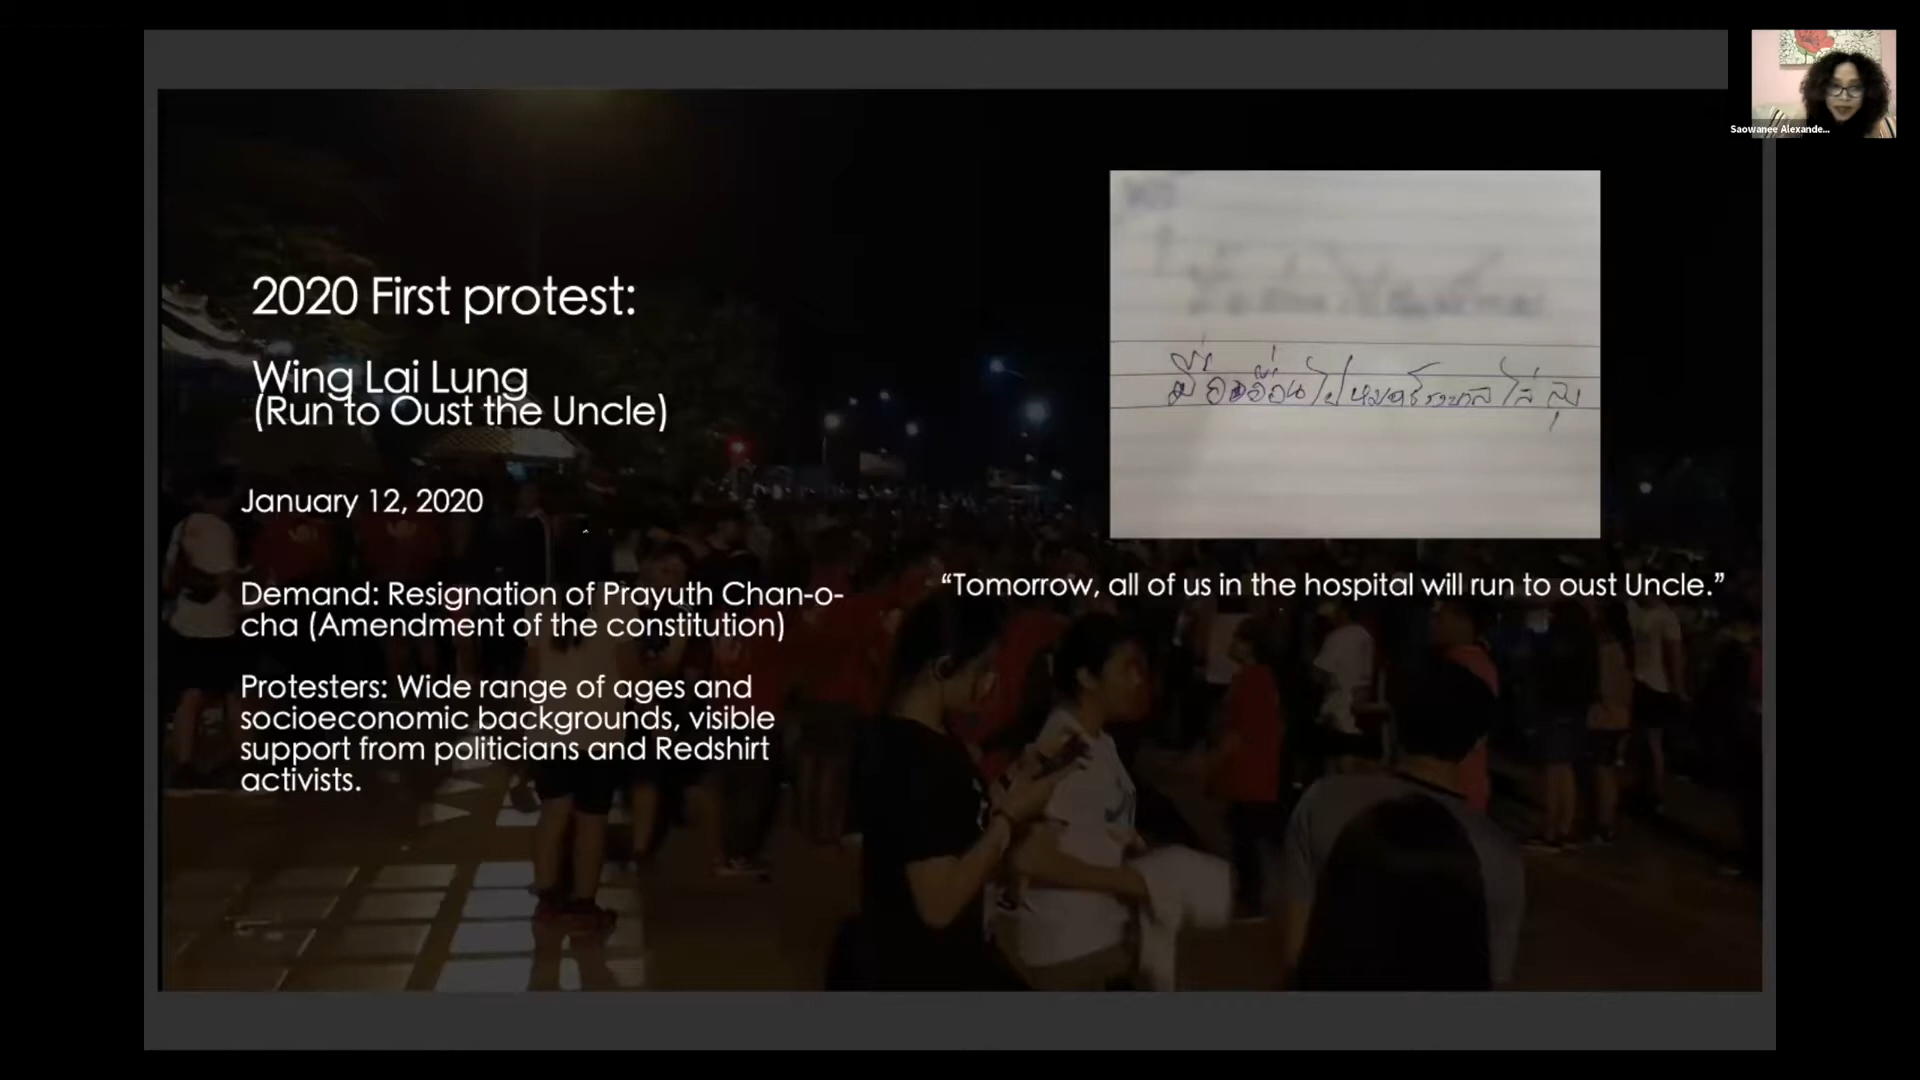 Saowanee Alexande...
2020 First protest:
Wing Lai Lung
(Run to Oust the Uncle)
January 12, 2020
Demand: Resignation of Prayuth Chan-o-
cha (Amendment of the constitution)
Protesters: Wide range of ages and
socioeconomic backgrounds, visible
support from politicians and Redshirt
activists.
“Tomorrow, all of us in the hospital will run to oust Uncle.”